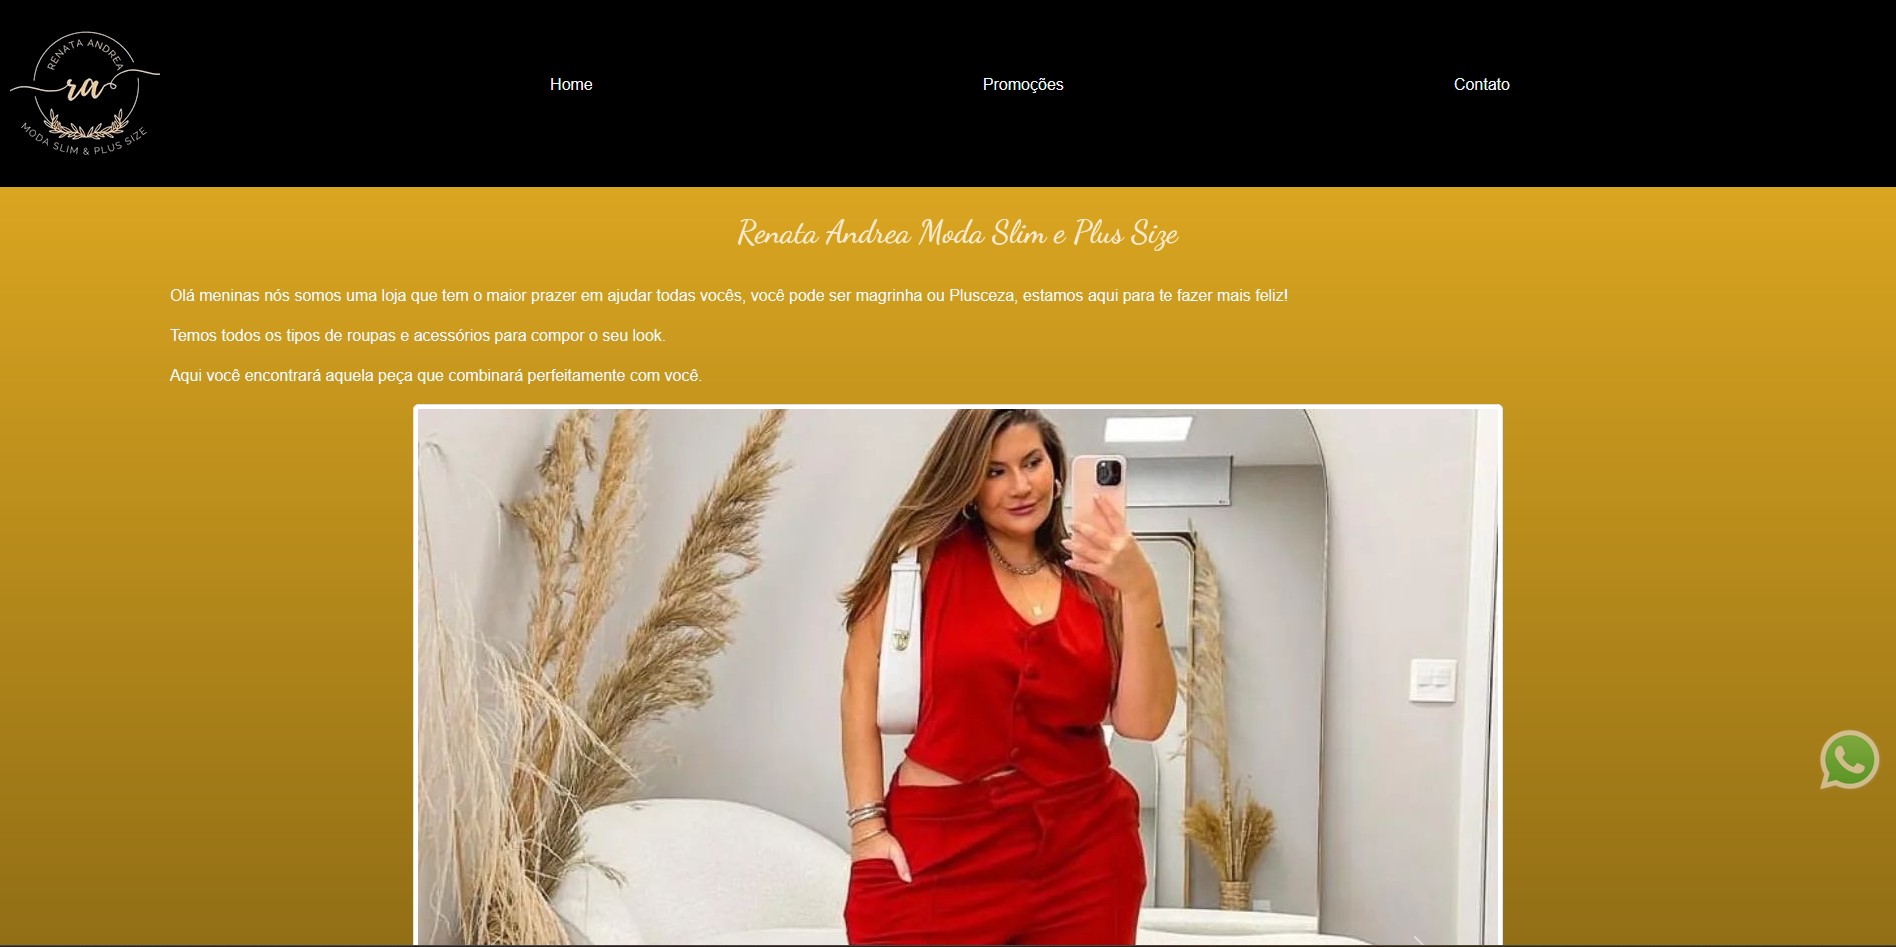 RENATA ANDREA
ra
MODA SLIM & PLUS SIZE
Home
Promoções
Contato
Renata Andrea Moda Slim e Plus Size
Olá meninas nós somos uma loja que tem o maior prazer em ajudar todas vocês, você pode ser magrinha ou Plusceza, estamos aqui para te fazer mais feliz!
Temos todos os tipos de roupas e acessórios para compor o seu look.
Aqui você encontrará aquela peça que combinará perfeitamente com você.